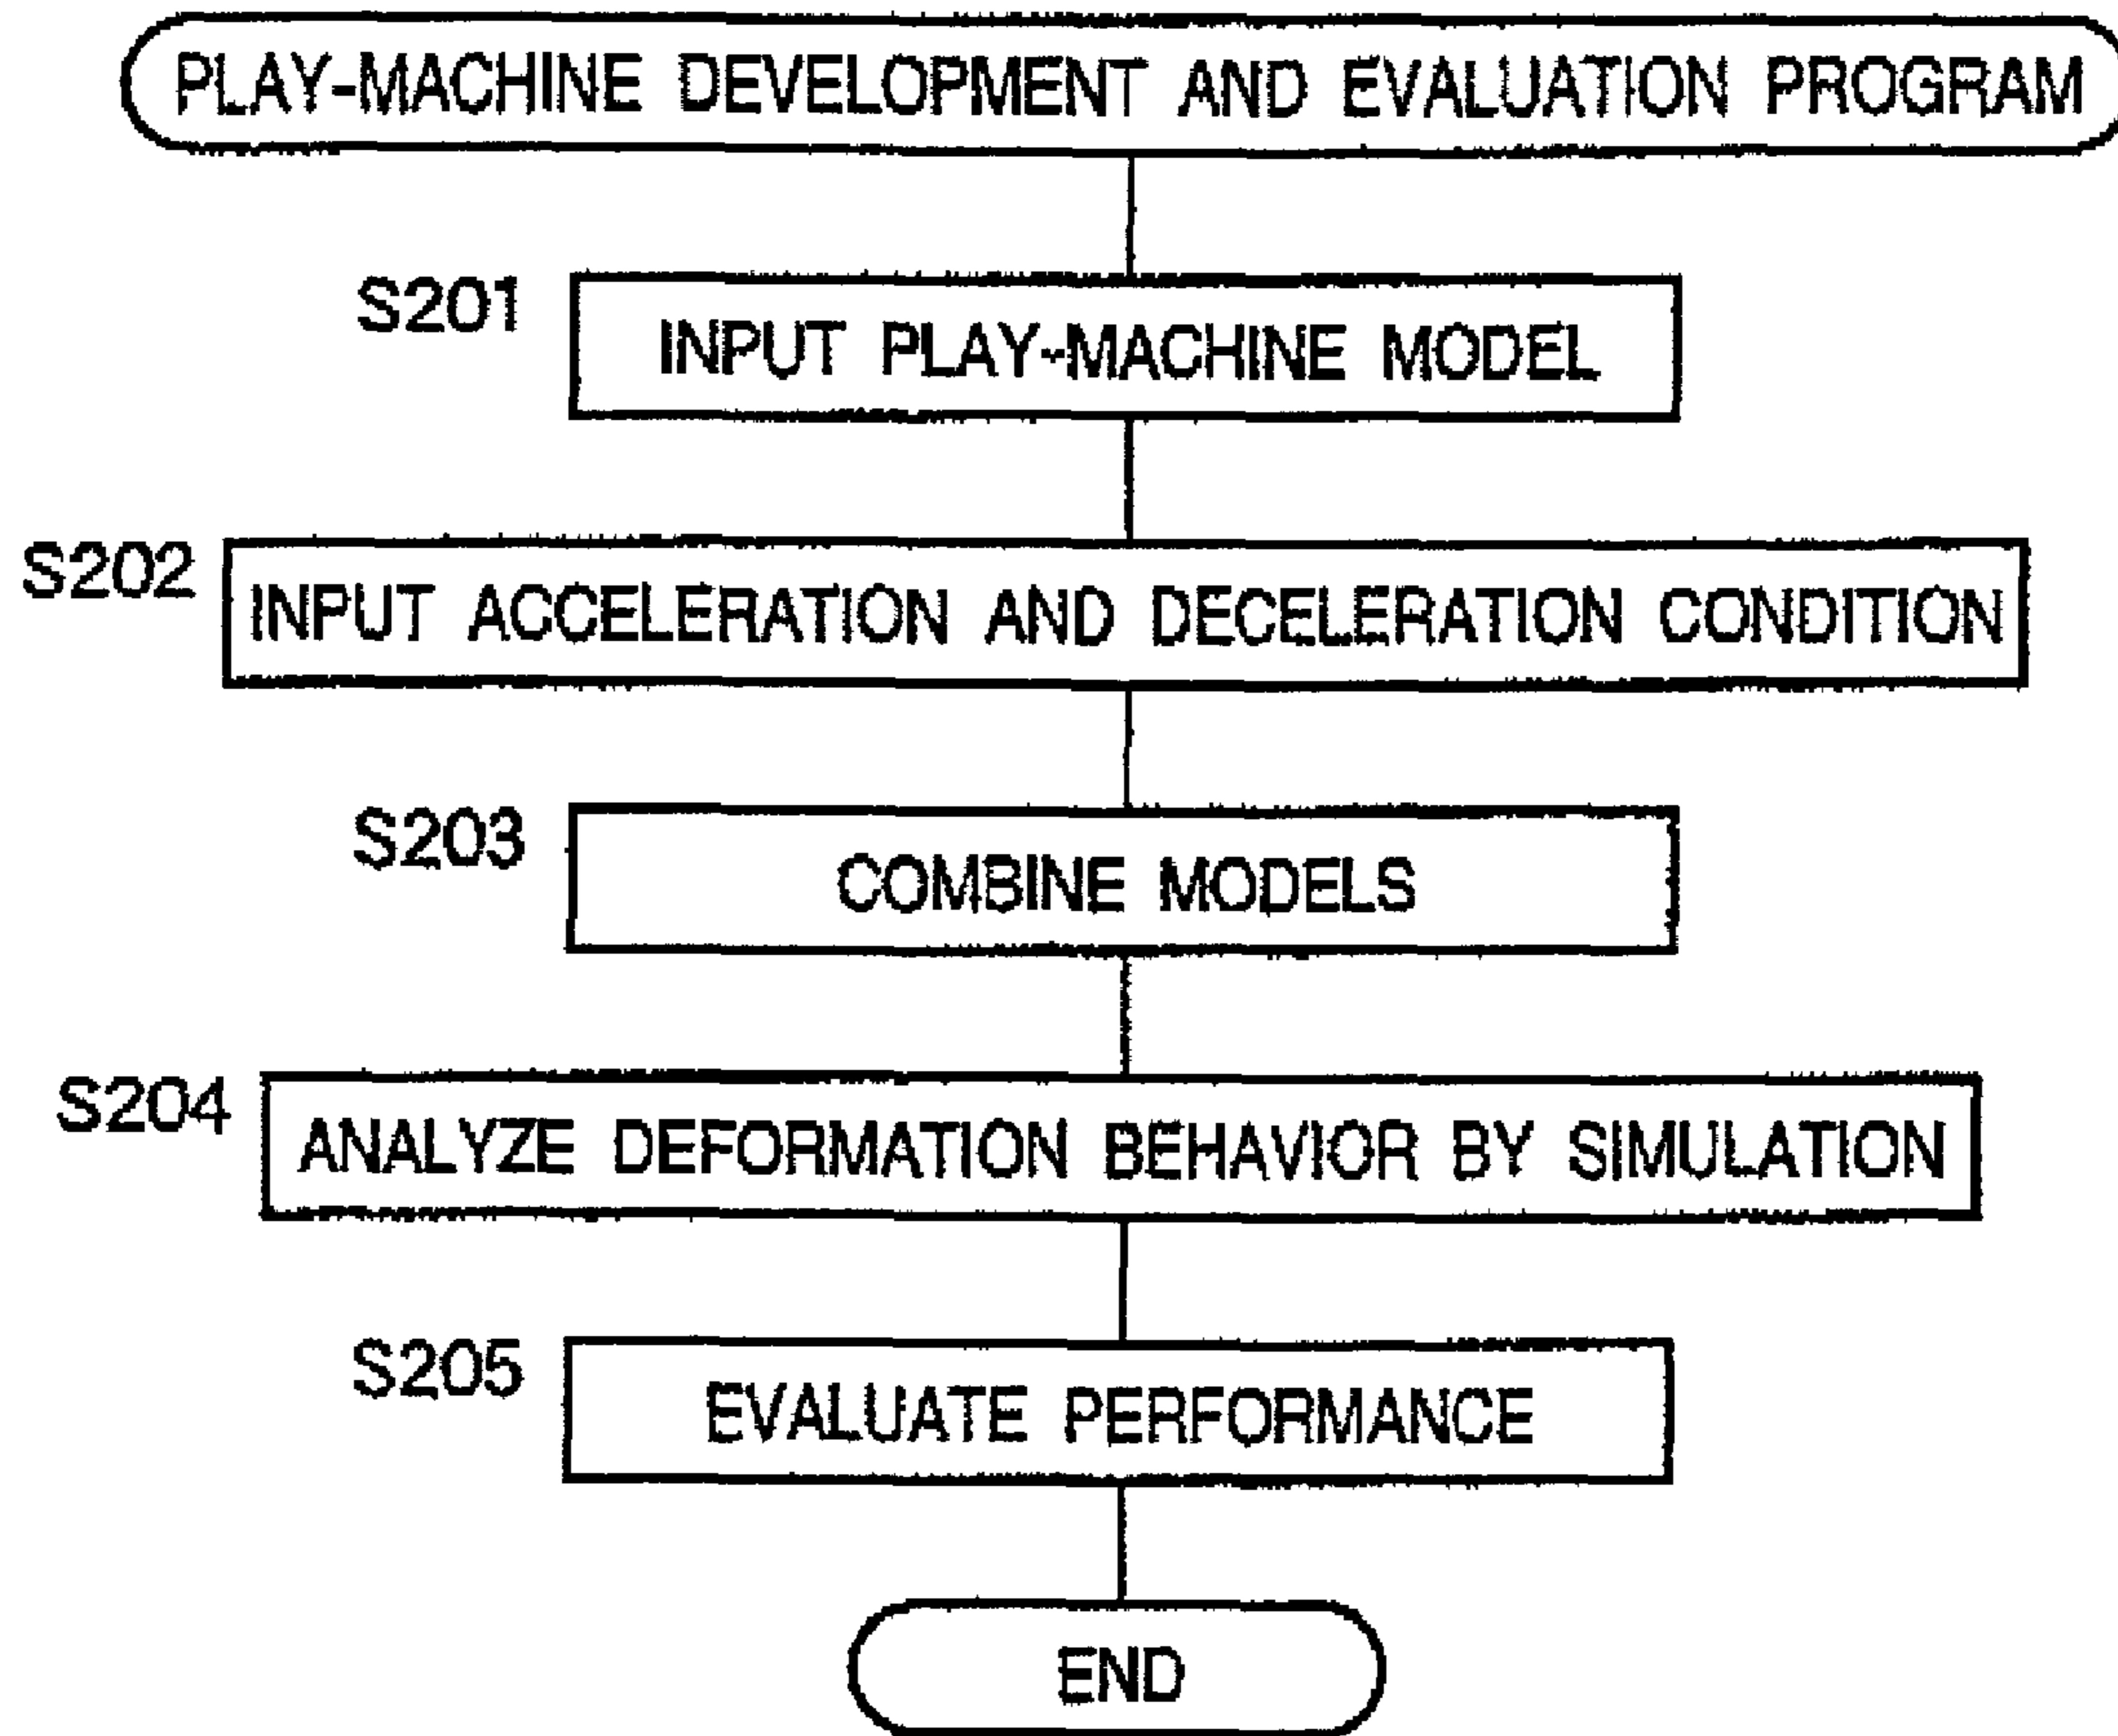 PLAY-MACHINE DEVELOPMENT AND EVALUATION PROGRAM
S201
INPUT PLAY-MACHINE MODEL
S202
INPUT ACCELERATION AND DECELERATION CONDITION
S203
COMBINE MODELS
S204
ANALYZE DEFORMATION BEHAVIOR BY SIMULATION
S205
EVALUATE PERFORMANCE
END